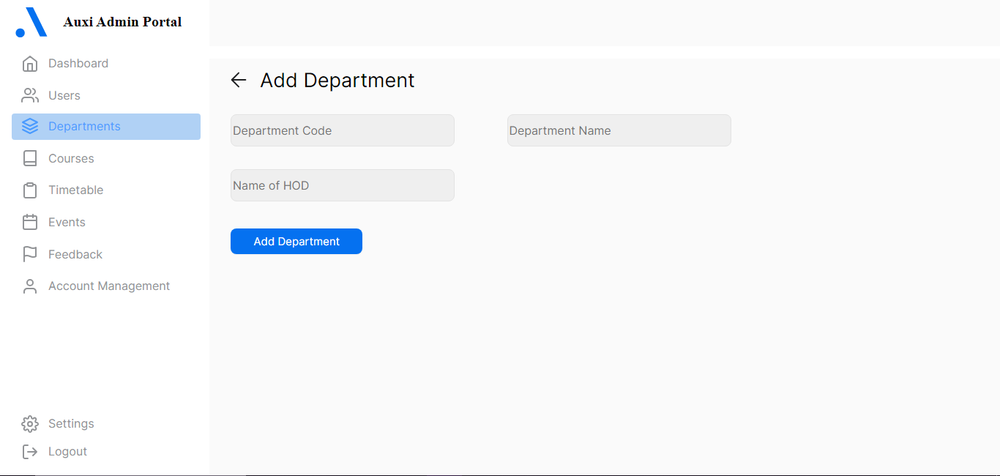 Auxi Admin Portal
Dashboard
Users
Departments
Courses
Timetable
Events
Feedback
Account Management
Settings
Logout
Add Department
Department Code
Department Name
Name of HOD
Add Department